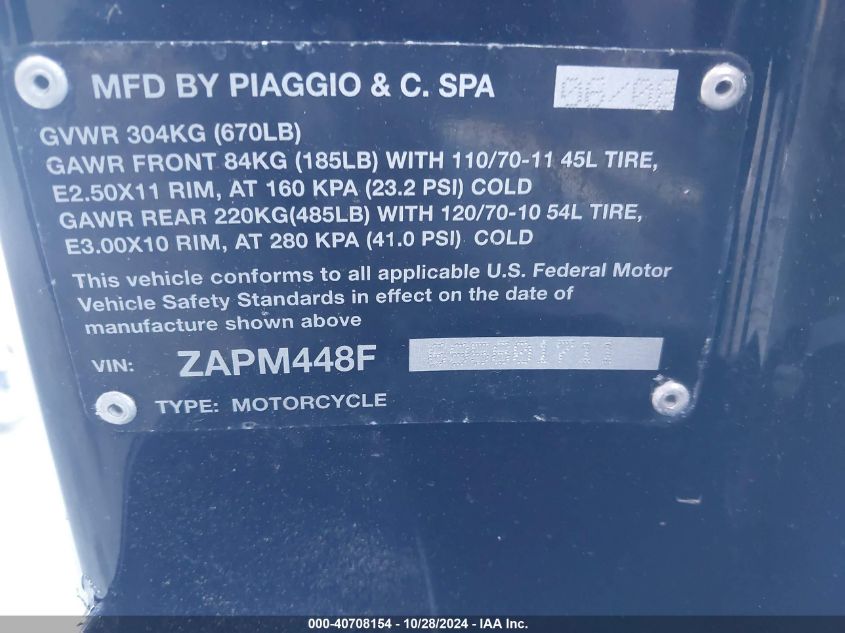 MFD BY PIAGGIO & C. SPA 06/08
GVWR 304KG (670LB)
GAWR FRONT 84KG (185LB) WITH 110/70-11 45L TIRE,
E2.50X11 RIM, AT 160 KPA (23.2 PSI) COLD
GAWR REAR 220KG(485LB) WITH 120/70-10 54L TIRE,
E3.00X10 RIM, AT 280 KPA (41.0 PSI) COLD
This vehicle conforms to all applicable U.S. Federal Motor
Vehicle Safety Standards in effect on the date of
manufacture shown above
VIN: ZAPM448F
TYPE: MOTORCYCLE
000-40708154 - 10/28/2024 - IAA Inc.